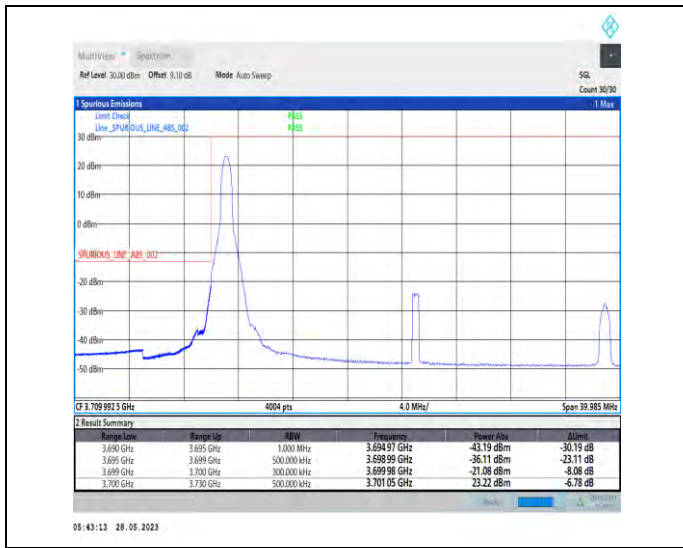 MultiView Spectrum
Ref Level 30.00 dBm Offset 9.10 dB Mode Auto Sweep SGL
Count 30/30
1 Spurious Emissions 1 Max
Limit Check PASS
Line _SPURIOUS_LINE_ABS_002 PASS
30 dBm
20 dBm
10 dBm
0 dBm
SPURIOUS_LINE_ABS_002
-20 dBm
-30 dBm
-40 dBm
-50 dBm
CF 3.709 992 5 GHz 4004 pts 4.0 MHz/ Span 39.985 MHz
2 Result Summary
Range Low Range Up RBW Frequency Power Abs ΔLimit
3.690 GHz 3.695 GHz 1.000 MHz 3.694 97 GHz -43.19 dBm -30.19 dB
3.695 GHz 3.699 GHz 500.000 kHz 3.698 99 GHz -36.11 dBm -23.11 dB
3.699 GHz 3.700 GHz 300.000 kHz 3.699 98 GHz -21.08 dBm -8.08 dB
3.700 GHz 3.730 GHz 500.000 kHz 3.701 05 GHz 23.22 dBm -6.78 dB
Ready
05:43:13 28.05.2023